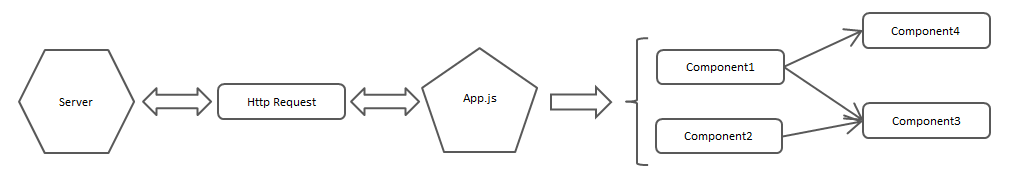 Server
Http Request
App.js
Component1
Component2
Component4
Component3